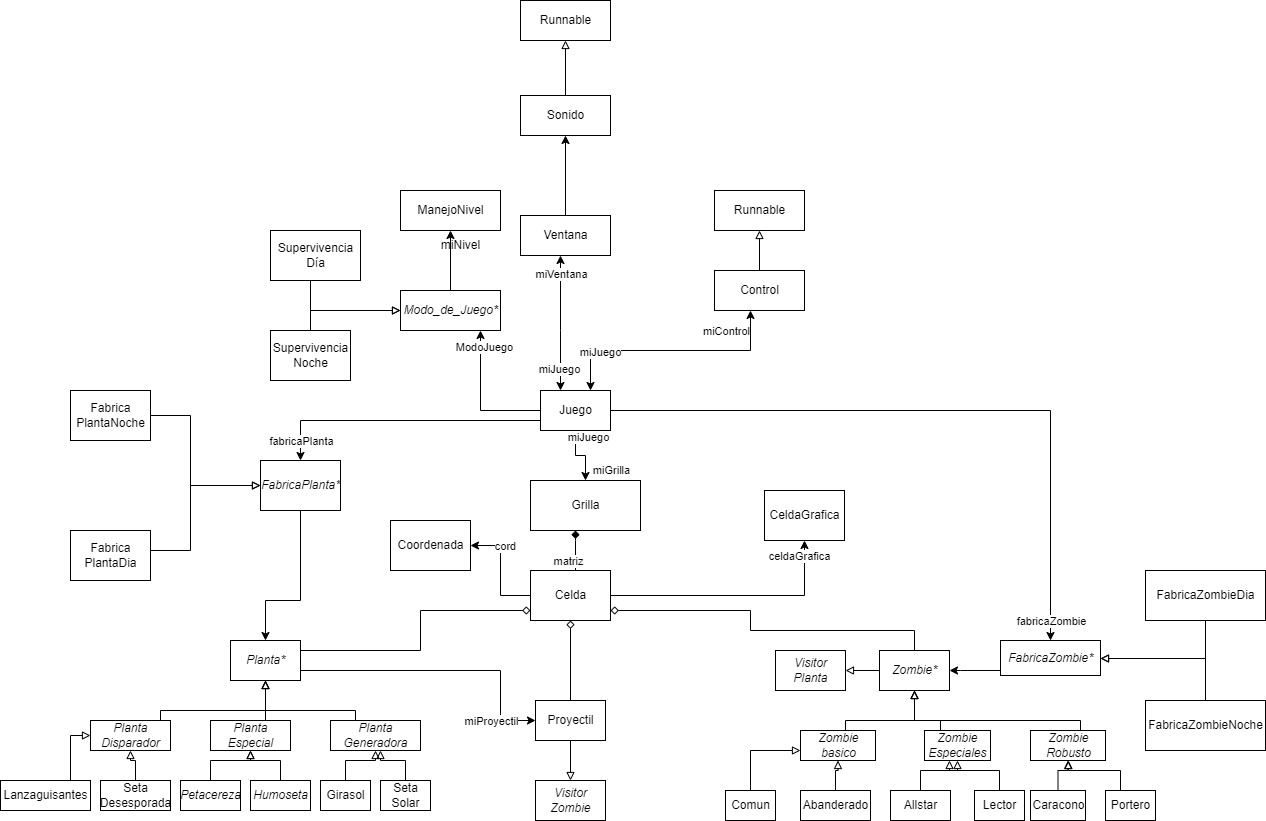 Runnable
Sonido
ManejoNivel
miNivel
Supervivencia
Día
Ventana
miVentana
Runnable
Control
miControl
Modo_de_Juego*
Supervivencia
Noche
ModoJuego
miJuego
miJuego
Juego
Fabrica
PlantaNoche
fabricaPlanta
miJuego
miGrilla
FabricaPlanta*
Grilla
CeldaGrafica
Coordenada
cord
matriz
celdaGrafica
Fabrica
PlantaDia
Celda
FabricaZombieDia
fabricaZombie
Planta*
Visitor
Planta
Zombie*
FabricaZombie*
miProyectil
Proyectil
FabricaZombieNoche
Planta
Disparador
Planta
Especial
Planta
Generadora
Zombie
basico
Zombie
Especiales
Zombie
Robusto
Lanzaguisantes
Seta
Desesporada
Petacereza
Humoseta
Girasol
Seta
Solar
Visitor
Zombie
Comun
Abanderado
Allstar
Lector
Caracono
Portero